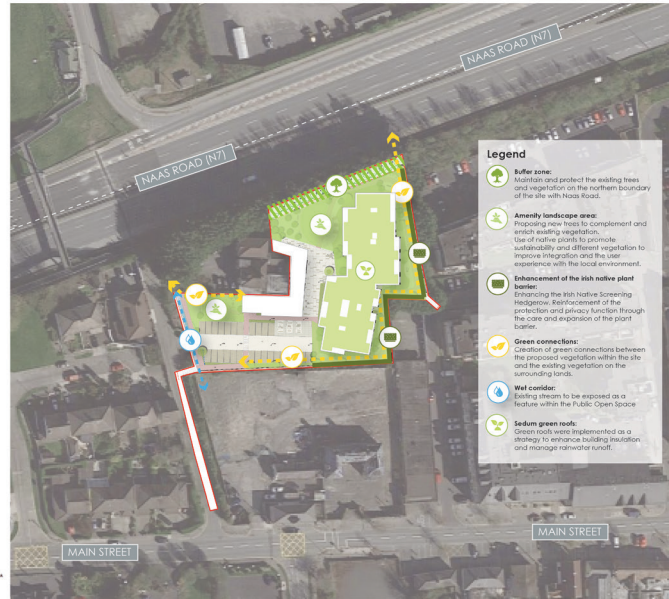 NAAS ROAD (N7)
NAAS ROAD (N7)
Legend
Buffer zone:
Maintain and protect the existing trees
and vegetation on the northern boundary
of the site with Naas Road.
Amenity landscape area:
Proposing new trees to complement and
enrich existing vegetation.
Use of native plants to promote
sustainability and different vegetation to
improve integration and the user
experience with the local environment.
Enhancement of the irish native plant
barrier:
Enhancing the Irish Native Screening
Hedgerow. Reinforcement of the
protection and privacy function through
the care and expansion of the plant
barrier.
Green connections:
Creation of green connections between
the proposed vegetation within the site
and the existing vegetation on the
surrounding lands.
Wet corridor:
Existing stream to be exposed as a
feature within the Public Open Space
Sedum green roofs:
Green roofs were implemented as a
strategy to enhance building insulation
and manage rainwater runoff.
MAIN STREET
MAIN STREET